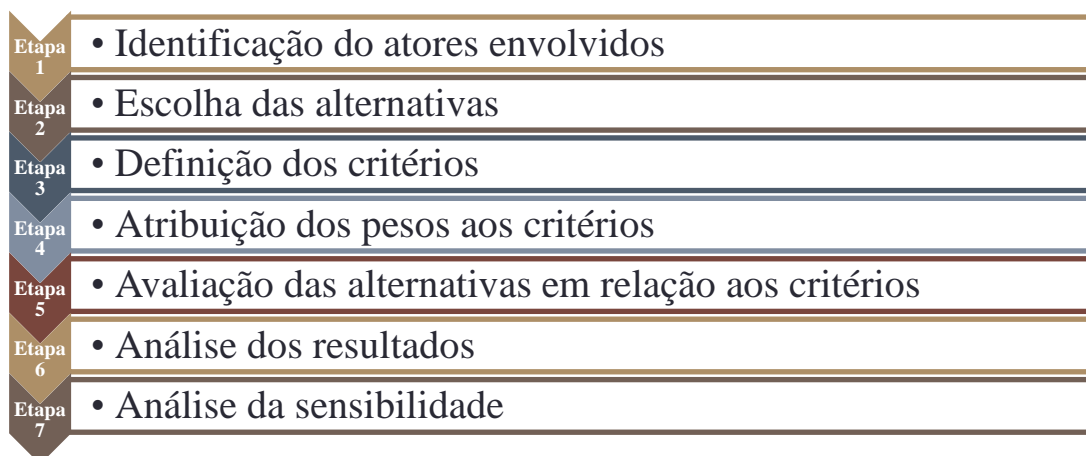 Etapa 1
• Identificação do atores envolvidos
Etapa 2
• Escolha das alternativas
Etapa 3
• Definição dos critérios
Etapa 4
• Atribuição dos pesos aos critérios
Etapa 5
• Avaliação das alternativas em relação aos critérios
Etapa 6
• Análise dos resultados
Etapa 7
• Análise da sensibilidade